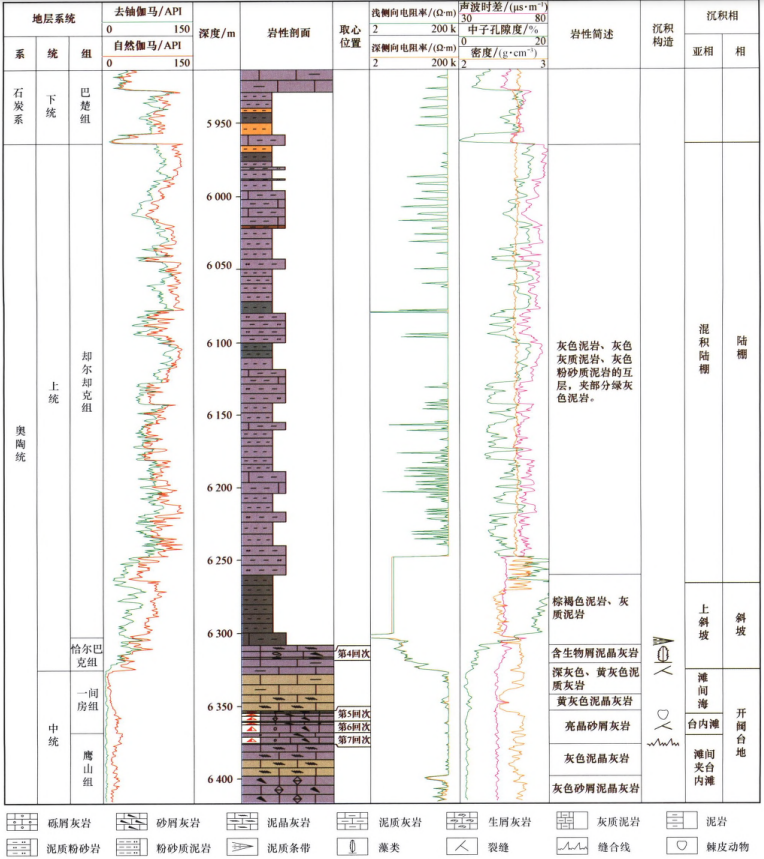 地层系统
系
统
组
去铀伽马/API
0 150
自然伽马/API
0 150
深度/m
岩性剖面
取心
位置
浅侧向电阻率/(Ω·m)
2 200 k
深侧向电阻率/(Ω·m)
2 200 k
声波时差/(μs·m⁻¹)
30 80
中子孔隙度/%
0 20
密度/(g·cm⁻³)
2 3
岩性简述
沉积
构造
沉积相
亚相
相
石炭系
下统
巴楚组
奥陶统
上统
却尔却克组
恰尔巴
克组
中统
一间
房组
鹰山组
5 950
6 000
6 050
6 100
6 150
6 200
6 250
6 300
6 350
6 400
第4回次
第5回次
第6回次
第7回次
灰色泥岩、灰色
灰质泥岩、灰色
粉砂质泥岩的互
层，夹部分绿灰
色泥岩。
棕褐色泥岩、灰
质泥岩
含生物屑泥晶灰岩
深灰色、黄灰色泥
质灰岩
黄灰色泥晶灰岩
亮晶砂屑灰岩
灰色泥晶灰岩
灰色砂屑泥晶灰岩
混积陆棚
陆棚
上斜坡
斜坡
滩间海
台内滩
滩间夹台内滩
开阔台地
砾屑灰岩
砂屑灰岩
泥晶灰岩
泥质灰岩
生屑灰岩
灰质泥岩
泥岩
泥质粉砂岩
粉砂质泥岩
泥质条带
藻类
裂缝
缝合线
棘皮动物